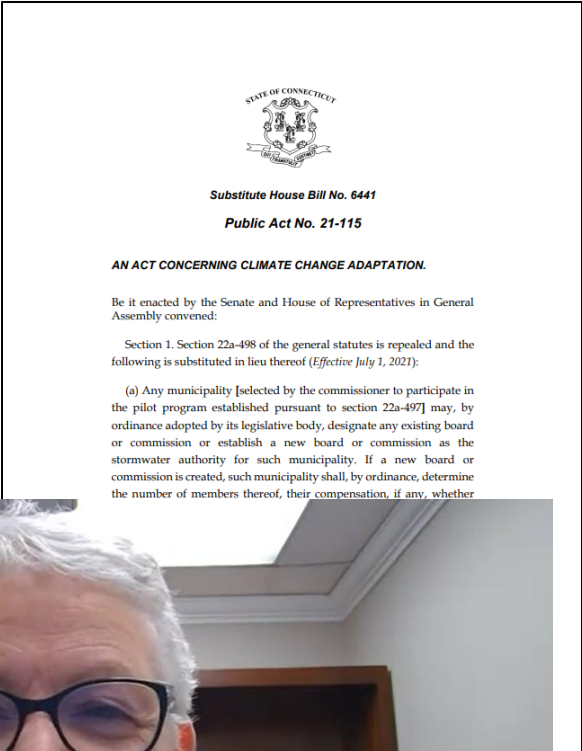 STATE OF CONNECTICUT
QUI TRANSTULIT SUSTINET
Substitute House Bill No. 6441
Public Act No. 21-115
AN ACT CONCERNING CLIMATE CHANGE ADAPTATION.
Be it enacted by the Senate and House of Representatives in General
Assembly convened:
Section 1. Section 22a-498 of the general statutes is repealed and the
following is substituted in lieu thereof (Effective July 1, 2021):
(a) Any municipality [selected by the commissioner to participate in
the pilot program established pursuant to section 22a-497] may, by
ordinance adopted by its legislative body, designate any existing board
or commission or establish a new board or commission as the
stormwater authority for such municipality. If a new board or
commission is created, such municipality shall, by ordinance, determine
the number of members thereof, their compensation, if any, whether